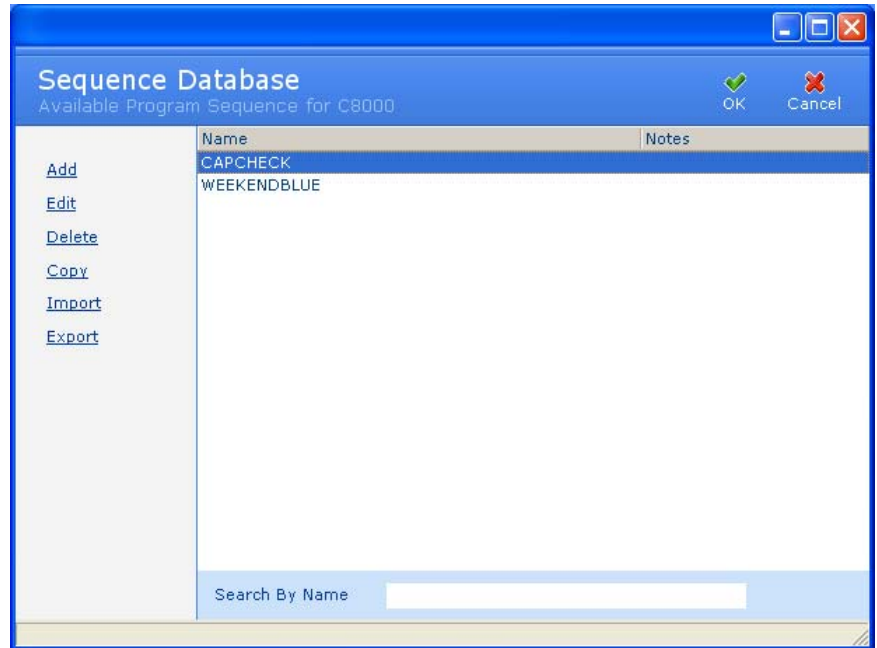 Sequence Database
Available Program Sequence for C8000
OK
Cancel
Add
Edit
Delete
Copy
Import
Export
Name Notes
CAPCHECK
WEEKENDBLUE
Search By Name